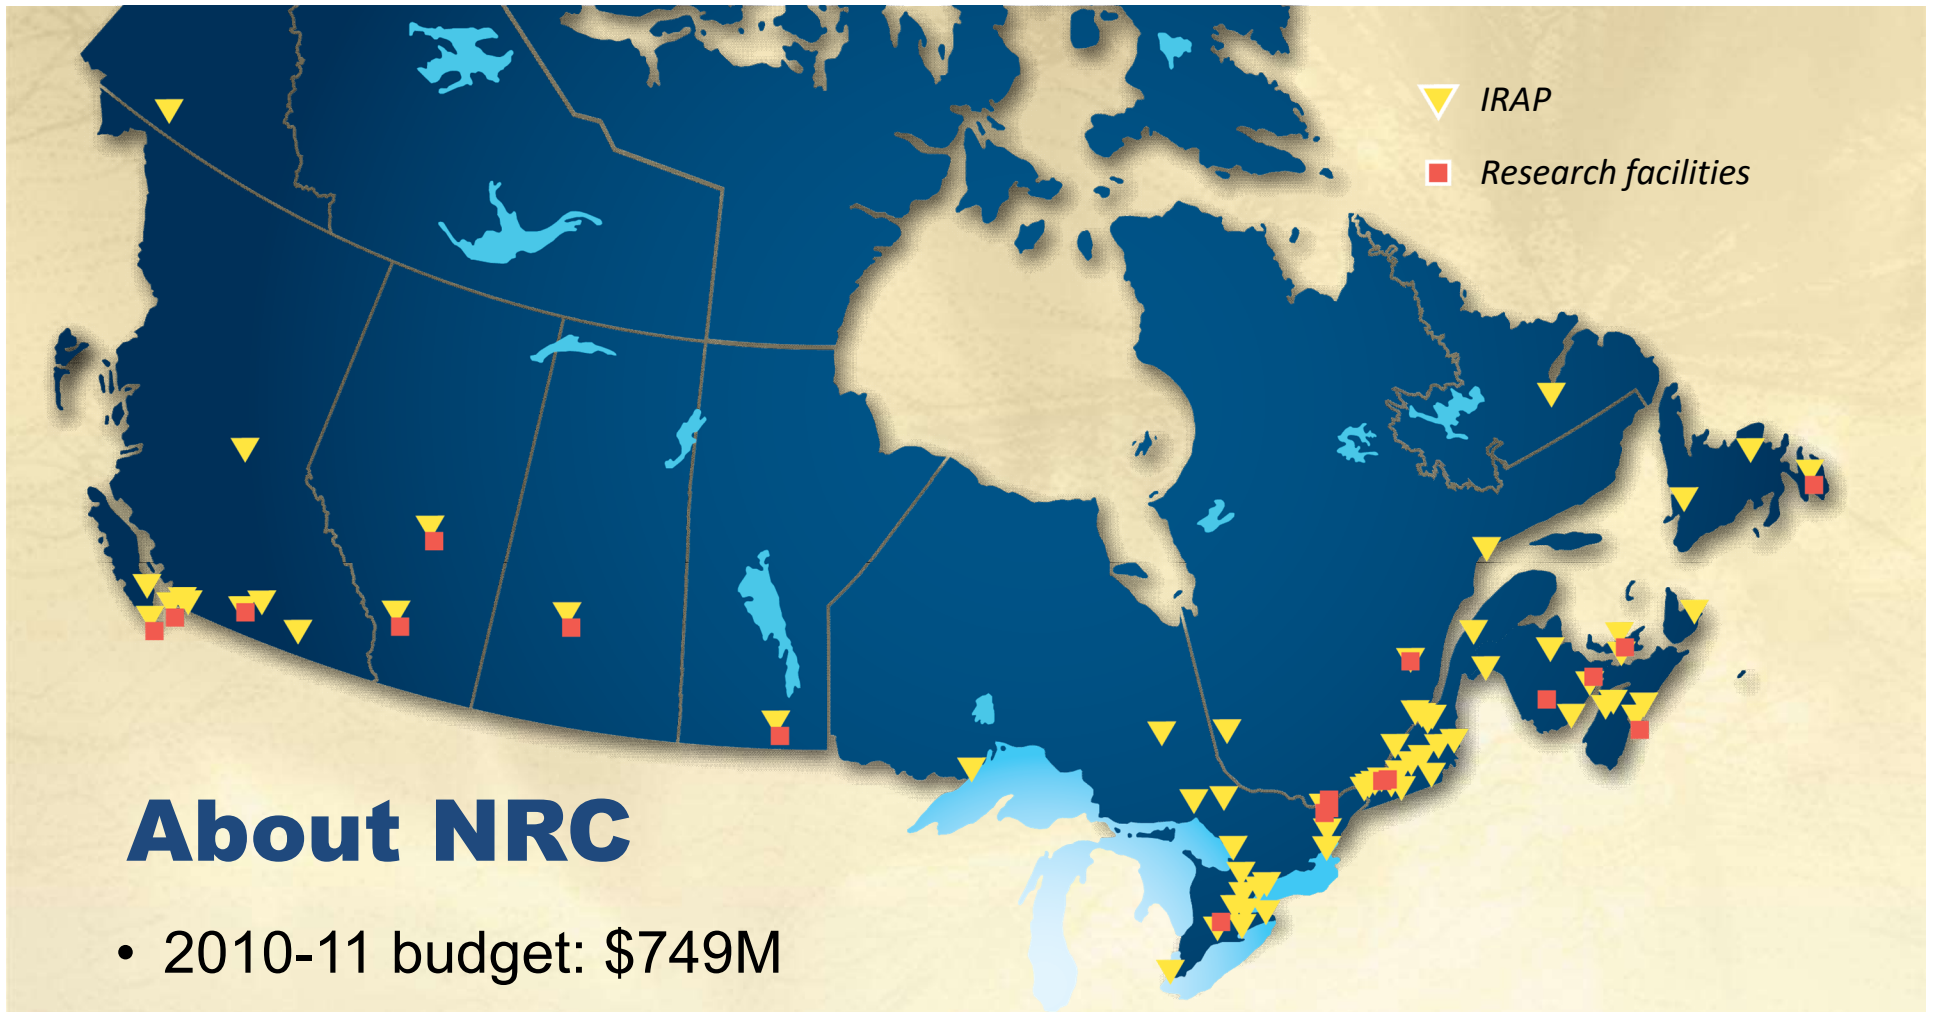 IRAP
Research facilities
About NRC
• 2010-11 budget: $749M